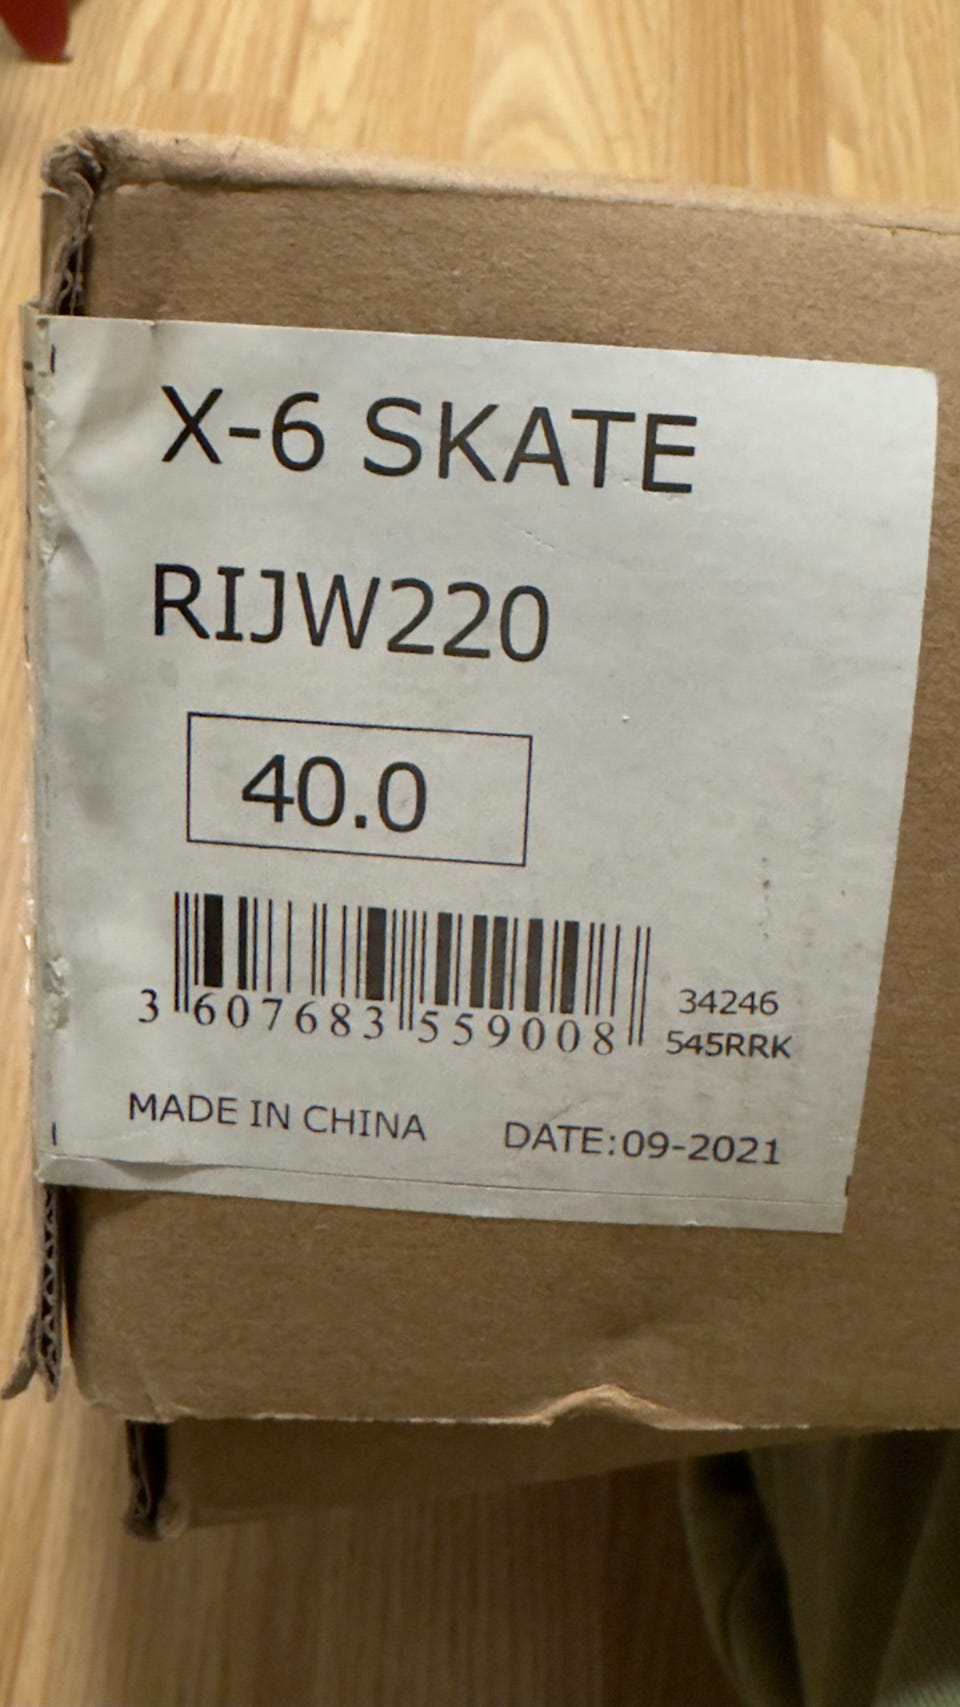 X-6 SKATE
RIJW220
40.0
3 607683 559008
34246
545RRK
MADE IN CHINA DATE:09-2021